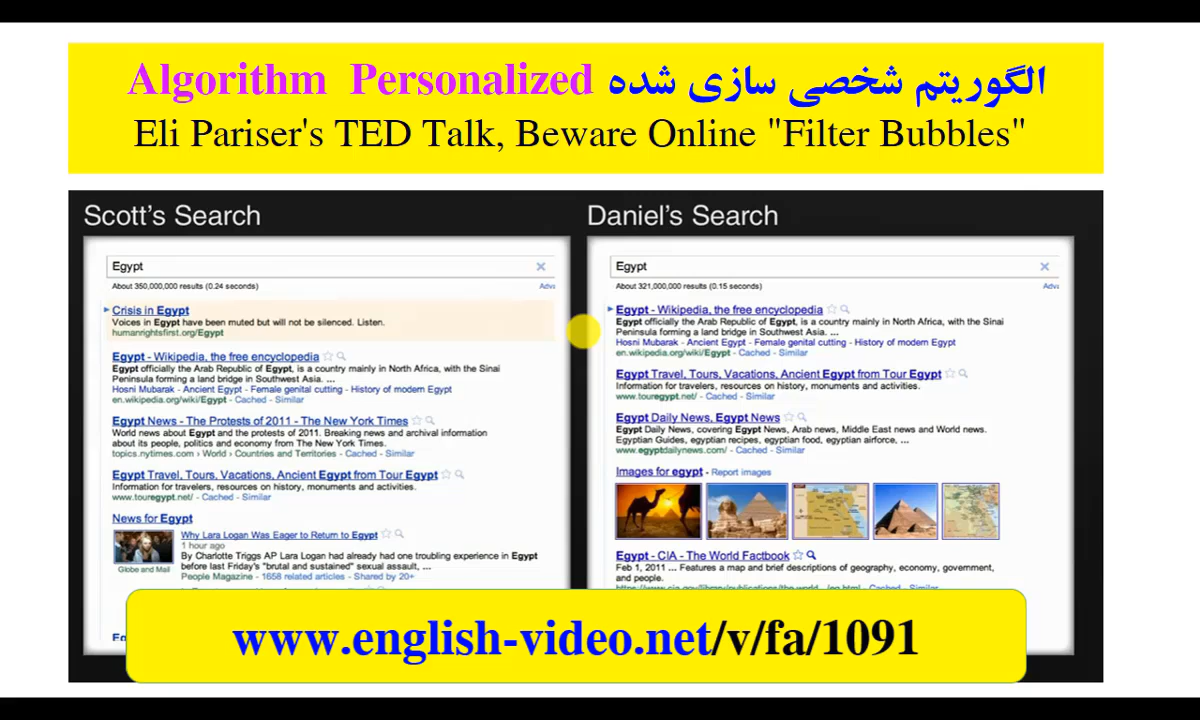 Algorithm Personalized الگوریتم شخصی سازی شده
Eli Pariser's TED Talk, Beware Online "Filter Bubbles"
Scott's Search
Egypt
About 350,000,000 results (0.24 seconds)
Adva
Crisis in Egypt
Voices in Egypt have been muted but will not be silenced. Listen.
humanrightsfirst.org/Egypt
Egypt - Wikipedia, the free encyclopedia
Egypt officially the Arab Republic of Egypt, is a country mainly in North Africa, with the Sinai
Peninsula forming a land bridge in Southwest Asia. ...
Hosni Mubarak - Ancient Egypt - Female genital cutting - History of modern Egypt
en.wikipedia.org/wiki/Egypt - Cached - Similar
Egypt News - The Protests of 2011 - The New York Times
World news about Egypt and the protests of 2011. Breaking news and archival information
about its people, politics and economy from The New York Times.
topics.nytimes.com › World › Countries and Territories - Cached - Similar
Egypt Travel, Tours, Vacations, Ancient Egypt from Tour Egypt
Information for travelers, resources on history, monuments and activities.
www.touregypt.net/ - Cached - Similar
News for Egypt
Why Lara Logan Was Eager to Return to Egypt
1 hour ago
By Charlotte Triggs AP Lara Logan had already had one troubling experience in Egypt
before last Friday's "brutal and sustained" sexual assault, ...
People Magazine - 1658 related articles - Shared by 20+
Globe and Mail
Daniel's Search
Egypt
About 321,000,000 results (0.15 seconds)
Adva
Egypt - Wikipedia, the free encyclopedia
Egypt officially the Arab Republic of Egypt, is a country mainly in North Africa, with the Sinai
Peninsula forming a land bridge in Southwest Asia. ...
Hosni Mubarak - Ancient Egypt - Female genital cutting - History of modern Egypt
en.wikipedia.org/wiki/Egypt - Cached - Similar
Egypt Travel, Tours, Vacations, Ancient Egypt from Tour Egypt
Information for travelers, resources on history, monuments and activities.
www.touregypt.net/ - Cached - Similar
Egypt Daily News, Egypt News
Egypt Daily News, covering Egypt News, Arab news, Middle East news and World news.
Egyptian Guides, egyptian recipes, egyptian food, egyptian airforce, ...
www.egyptdailynews.com/ - Cached - Similar
Images for egypt - Report images
Egypt - CIA - The World Factbook
Feb 1, 2011 ... Features a map and brief descriptions of geography, economy, government,
and people.
www.english-video.net/v/fa/1091